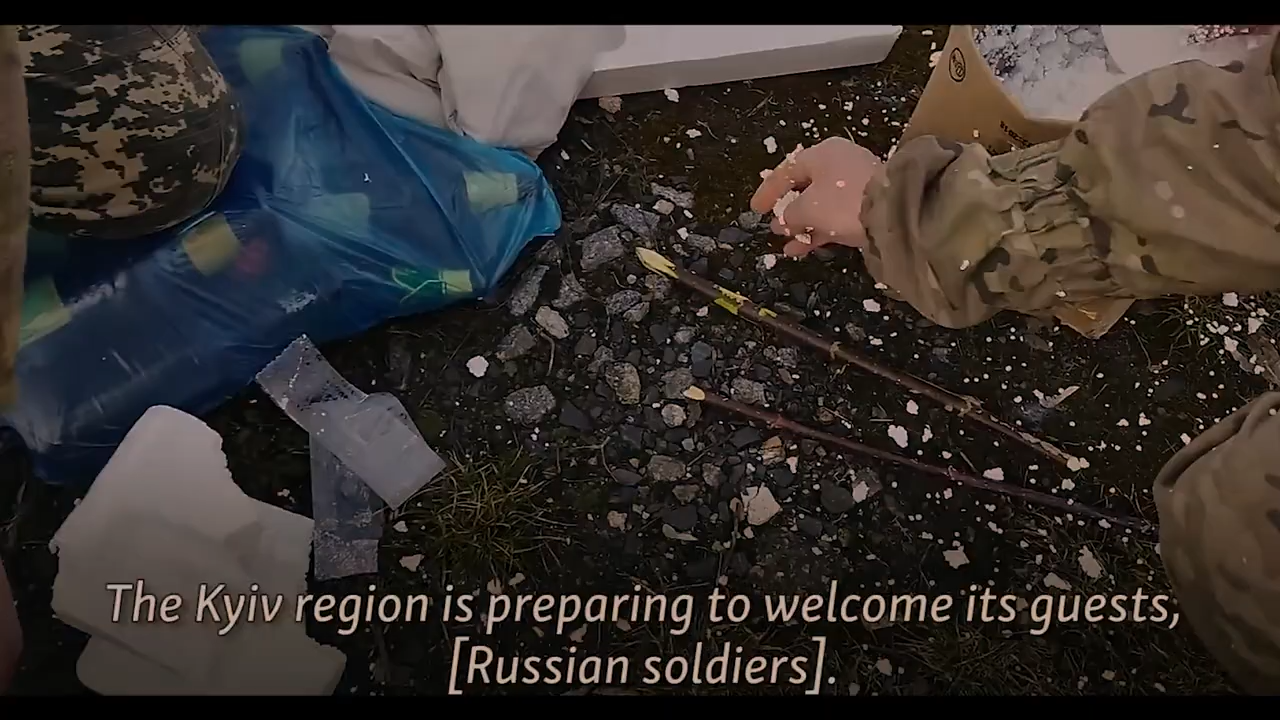 The Kyiv region is preparing to welcome its guests,
[Russian soldiers].